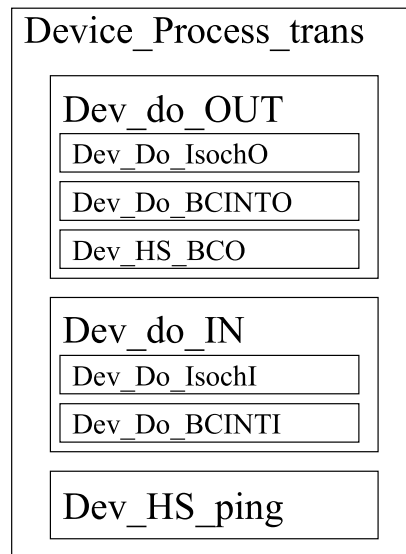 Device_Process_trans
Dev_do_OUT
Dev_Do_IsochO
Dev_Do_BCINTO
Dev_HS_BCO
Dev_do_IN
Dev_Do_IsochI
Dev_Do_BCINTI
Dev_HS_ping